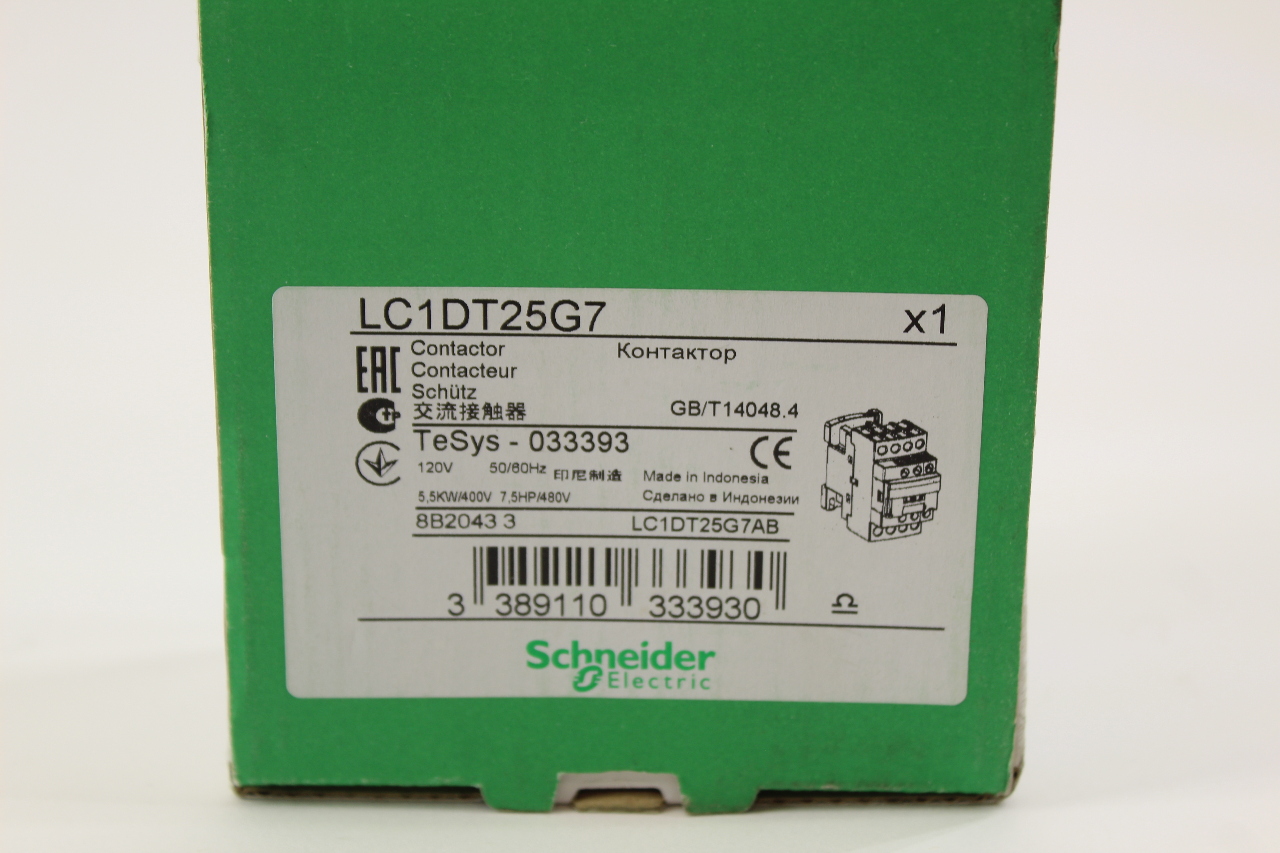 LC1DT25G7 x1
EAC Contactor Контактор
Contacteur
Schütz
交流接触器 GB/T14048.4
TeSys - 033393 CE
120V 50/60Hz 印尼制造 Made in Indonesia
5,5KW/400V 7,5HP/480V Сделано в Индонезии
8B2043 3 LC1DT25G7AB
3 389110 333930
Schneider
Electric